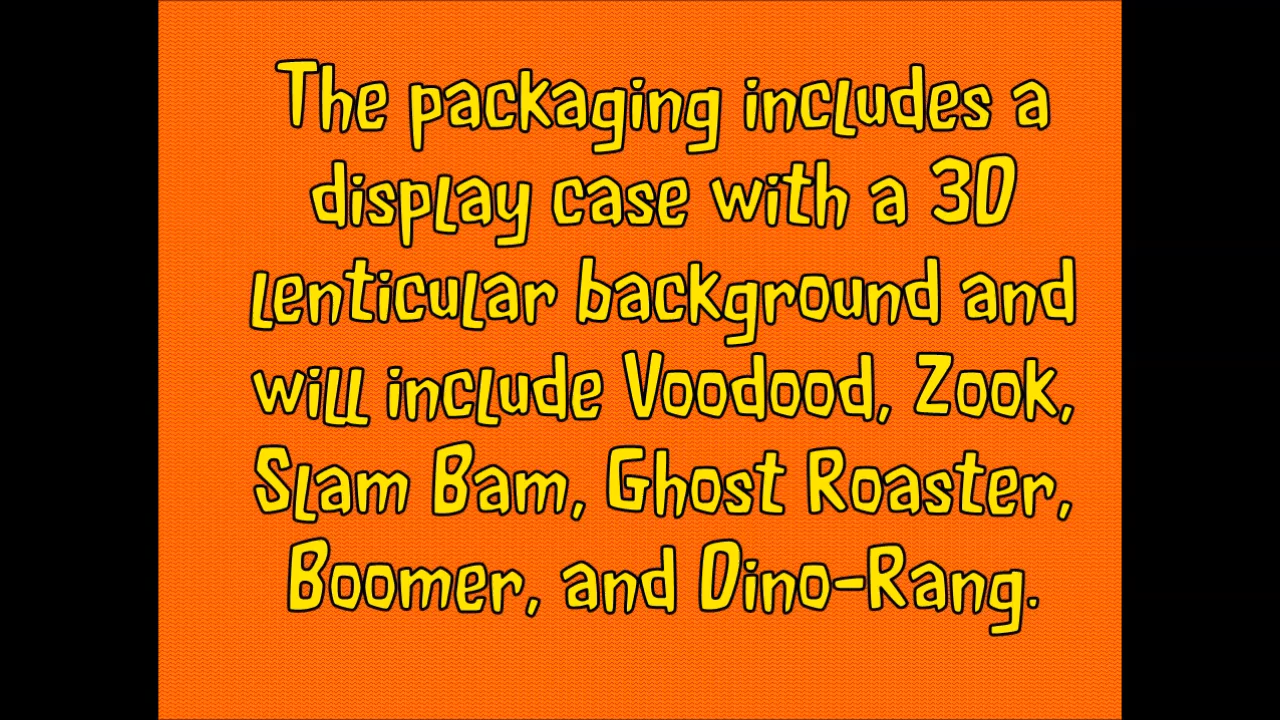 The packaging includes a
display case with a 3D
lenticular background and
will include Voodood, Zook,
Slam Bam, Ghost Roaster,
Boomer, and Dino-Rang.